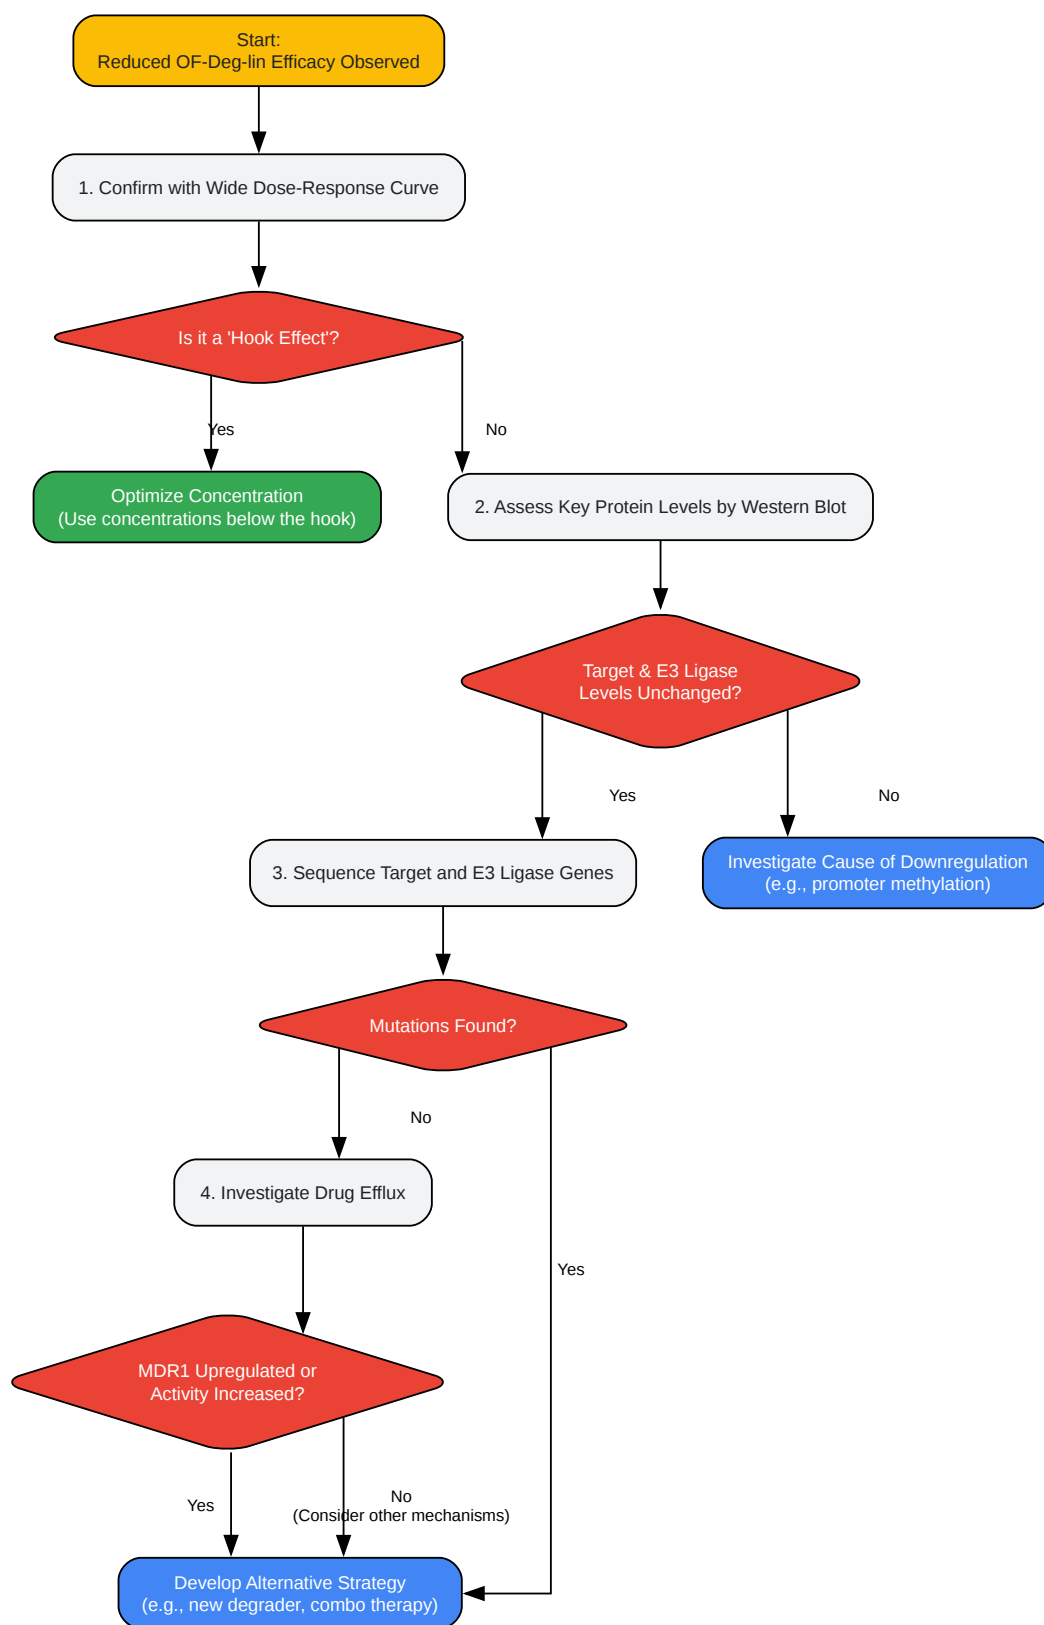 Start:
Reduced OF-Deg-lin Efficacy Observed
1. Confirm with Wide Dose-Response Curve
Is it a 'Hook Effect'?
Yes
No
Optimize Concentration
(Use concentrations below the hook)
2. Assess Key Protein Levels by Western Blot
Target & E3 Ligase
Levels Unchanged?
Yes
No
3. Sequence Target and E3 Ligase Genes
Investigate Cause of Downregulation
(e.g., promoter methylation)
Mutations Found?
No
4. Investigate Drug Efflux
Yes
MDR1 Upregulated or
Activity Increased?
Yes
No
(Consider other mechanisms)
Develop Alternative Strategy
(e.g., new degrader, combo therapy)